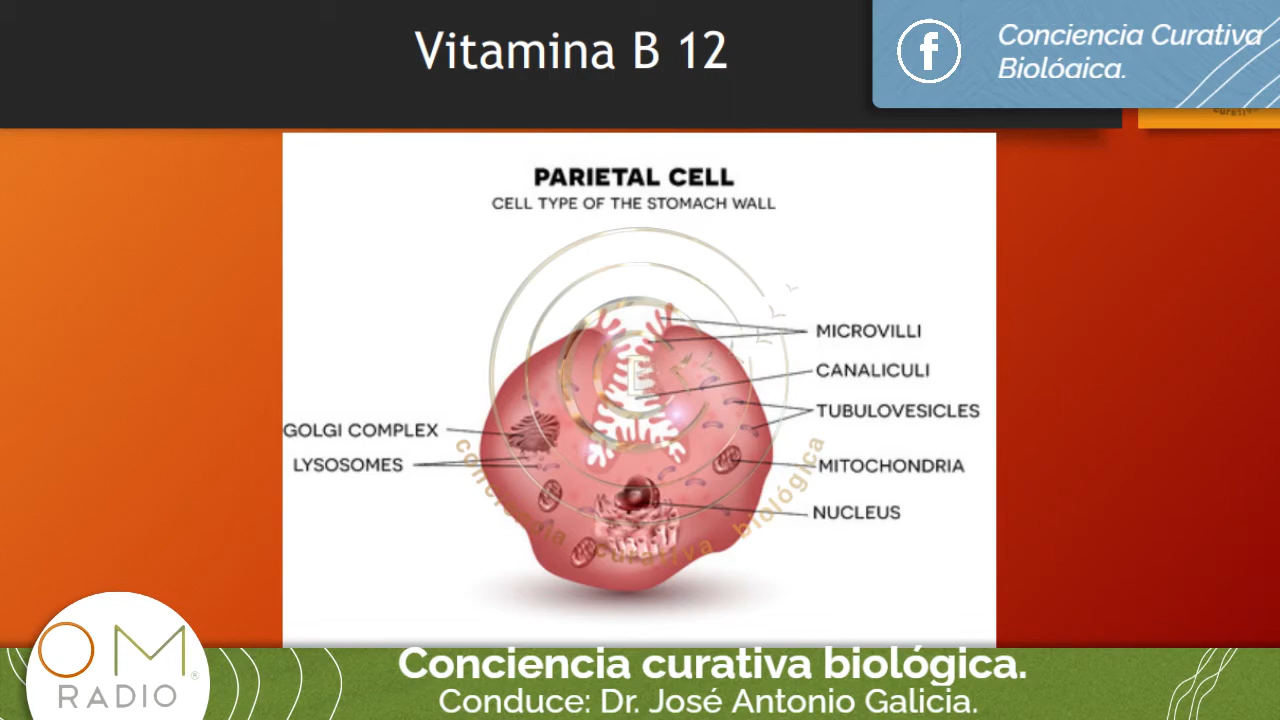 Vitamina B 12
f
Conciencia Curativa
Biológica.
PARIETAL CELL
CELL TYPE OF THE STOMACH WALL
MICROVILLI
CANALICULI
TUBULOVESICLES
GOLGI COMPLEX
LYSOSOMES
MITOCHONDRIA
NUCLEUS
conciencia curativa biológica
OM
RADIO®
Conciencia curativa biológica.
Conduce: Dr. José Antonio Galicia.